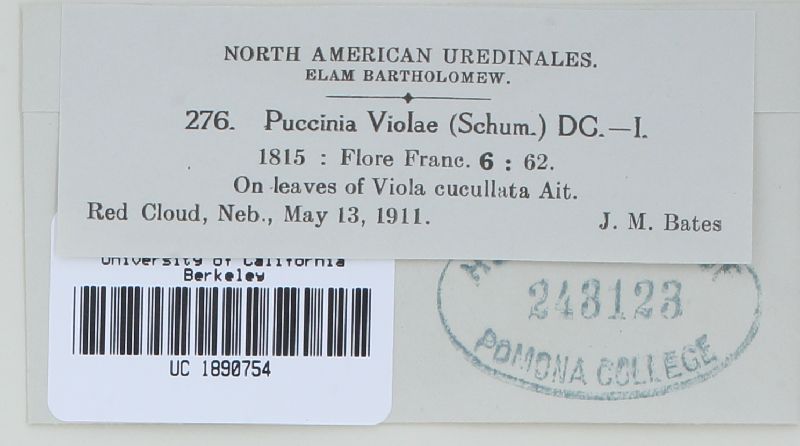 NORTH AMERICAN UREDINALES.
ELAM BARTHOLOMEW.
276. Puccinia Violae (Schum.) DC.—I.
1815 : Flore Franc. 6 : 62.
On leaves of Viola cucullata Ait.
Red Cloud, Neb., May 13, 1911. J. M. Bates
University of California
Berkeley
UC 1890754
243123
POMONA COLLEGE